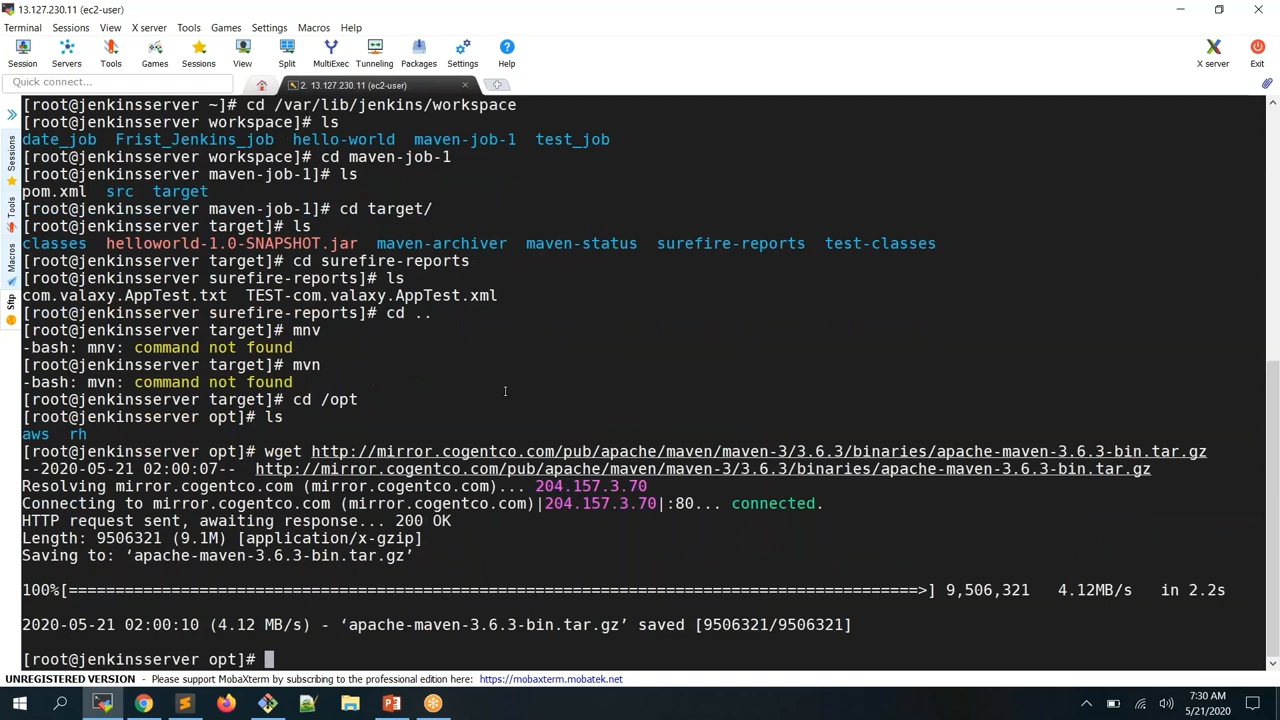 13.127.230.11 (ec2-user)
Terminal Sessions View X server Tools Games Settings Macros Help
Session Servers Tools Games Sessions View Split MultiExec Tunneling Packages Settings Help X server Exit
Quick connect...
2. 13.127.230.11 (ec2-user)
Sessions
Tools
Macros
Sftp
[root@jenkinsserver ~]# cd /var/lib/jenkins/workspace
[root@jenkinsserver workspace]# ls
date_job  Frist_Jenkins_job  hello-world  maven-job-1  test_job
[root@jenkinsserver workspace]# cd maven-job-1
[root@jenkinsserver maven-job-1]# ls
pom.xml  src  target
[root@jenkinsserver maven-job-1]# cd target/
[root@jenkinsserver target]# ls
classes  helloworld-1.0-SNAPSHOT.jar  maven-archiver  maven-status  surefire-reports  test-classes
[root@jenkinsserver target]# cd surefire-reports
[root@jenkinsserver surefire-reports]# ls
com.valaxy.AppTest.txt  TEST-com.valaxy.AppTest.xml
[root@jenkinsserver surefire-reports]# cd ..
[root@jenkinsserver target]# mnv
-bash: mnv: command not found
[root@jenkinsserver target]# mvn
-bash: mvn: command not found
[root@jenkinsserver target]# cd /opt
[root@jenkinsserver opt]# ls
aws  rh
[root@jenkinsserver opt]# wget http://mirror.cogentco.com/pub/apache/maven/maven-3/3.6.3/binaries/apache-maven-3.6.3-bin.tar.gz
--2020-05-21 02:00:07--  http://mirror.cogentco.com/pub/apache/maven/maven-3/3.6.3/binaries/apache-maven-3.6.3-bin.tar.gz
Resolving mirror.cogentco.com (mirror.cogentco.com)... 204.157.3.70
Connecting to mirror.cogentco.com (mirror.cogentco.com)|204.157.3.70|:80... connected.
HTTP request sent, awaiting response... 200 OK
Length: 9506321 (9.1M) [application/x-gzip]
Saving to: ‘apache-maven-3.6.3-bin.tar.gz’
100%[============================================================================================>] 9,506,321   4.12MB/s   in 2.2s
2020-05-21 02:00:10 (4.12 MB/s) - ‘apache-maven-3.6.3-bin.tar.gz’ saved [9506321/9506321]
[root@jenkinsserver opt]#
UNREGISTERED VERSION - Please support MobaXterm by subscribing to the professional edition here: https://mobaxterm.mobatek.net
7:30 AM
5/21/2020